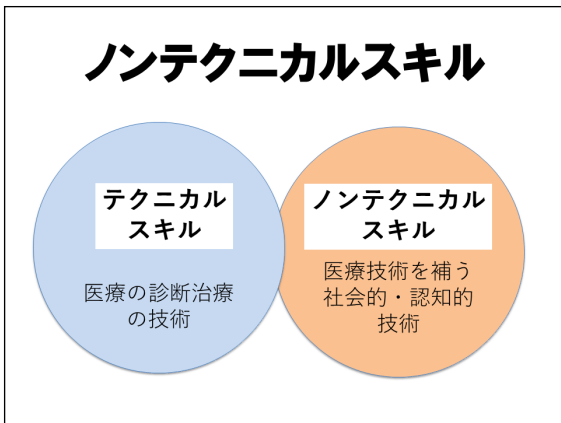 ノンテクニカルスキル
テクニカル
スキル
医療の診断治療
の技術
ノンテクニカル
スキル
医療技術を補う
社会的・認知的
技術